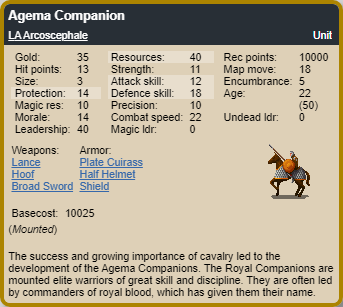 Agema Companion
LA Arcoscephale Unit
Gold: 35 Resources: 40 Rec points: 10000
Hit points: 13 Strength: 11 Map move: 18
Size: 3 Attack skill: 12 Encumbrance: 5
Protection: 14 Defence skill: 18 Age: 22
Magic res: 10 Precision: 10 (50)
Morale: 14 Combat speed: 22 Undead ldr: 0
Leadership: 40 Magic ldr: 0
Weapons: Armor:
Lance Plate Cuirass
Hoof Half Helmet
Broad Sword Shield
Basecost: 10025
(Mounted)
The success and growing importance of cavalry led to
the development of the Agema Companions. The Royal Companions are
mounted elite warriors of great skill and discipline. They are often led
by commanders of royal blood, which has given them their name.